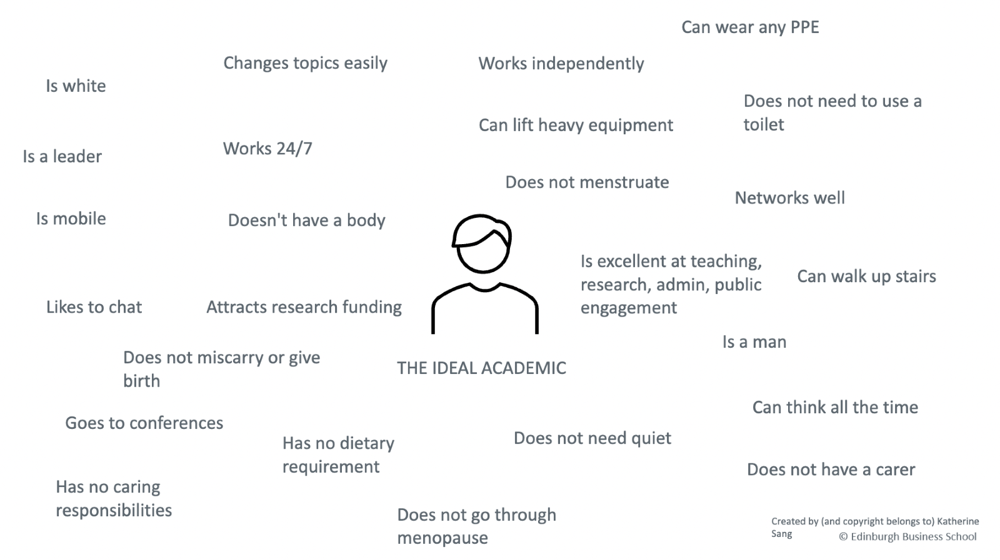 Can wear any PPE
Changes topics easily
Works independently
Is white
Does not need to use a
toilet
Can lift heavy equipment
Works 24/7
Is a leader
Does not menstruate
Networks well
Is mobile
Doesn't have a body
Is excellent at teaching,
research, admin, public
engagement
Can walk up stairs
Likes to chat
Attracts research funding
Is a man
Does not miscarry or give
birth
THE IDEAL ACADEMIC
Can think all the time
Goes to conferences
Has no dietary
requirement
Does not need quiet
Does not have a carer
Has no caring
responsibilities
Does not go through
menopause
Created by (and copyright belongs to) Katherine
Sang
© Edinburgh Business School